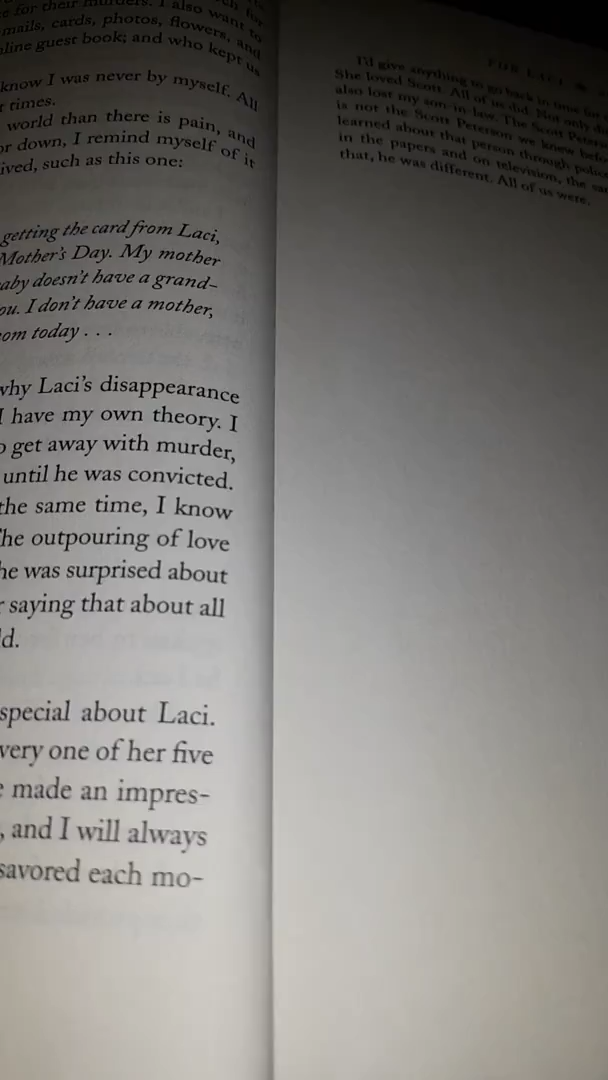 e for their murders. I also want to
mails, cards, photos, flowers, and
line guest book; and who kept us
know I was never by myself. All
times.
world than there is pain, and
or down, I remind myself of it
ived, such as this one:
getting the card from Laci,
Mother's Day. My mother
aby doesn't have a grand-
ou. I don't have a mother,
om today . . .
why Laci's disappearance
I have my own theory. I
o get away with murder,
until he was convicted.
the same time, I know
The outpouring of love
he was surprised about
r saying that about all
d.
special about Laci.
very one of her five
e made an impres-
, and I will always
savored each mo-
FOR LACI
I'd give anything to go back in time for
She loved Scott. All of us did. Not only di
also lost my son-in-law. The Scott Peters
is not the Scott Peterson we knew befo
learned about that person through polic
in the papers and on television, the sa
that, he was different. All of us were.